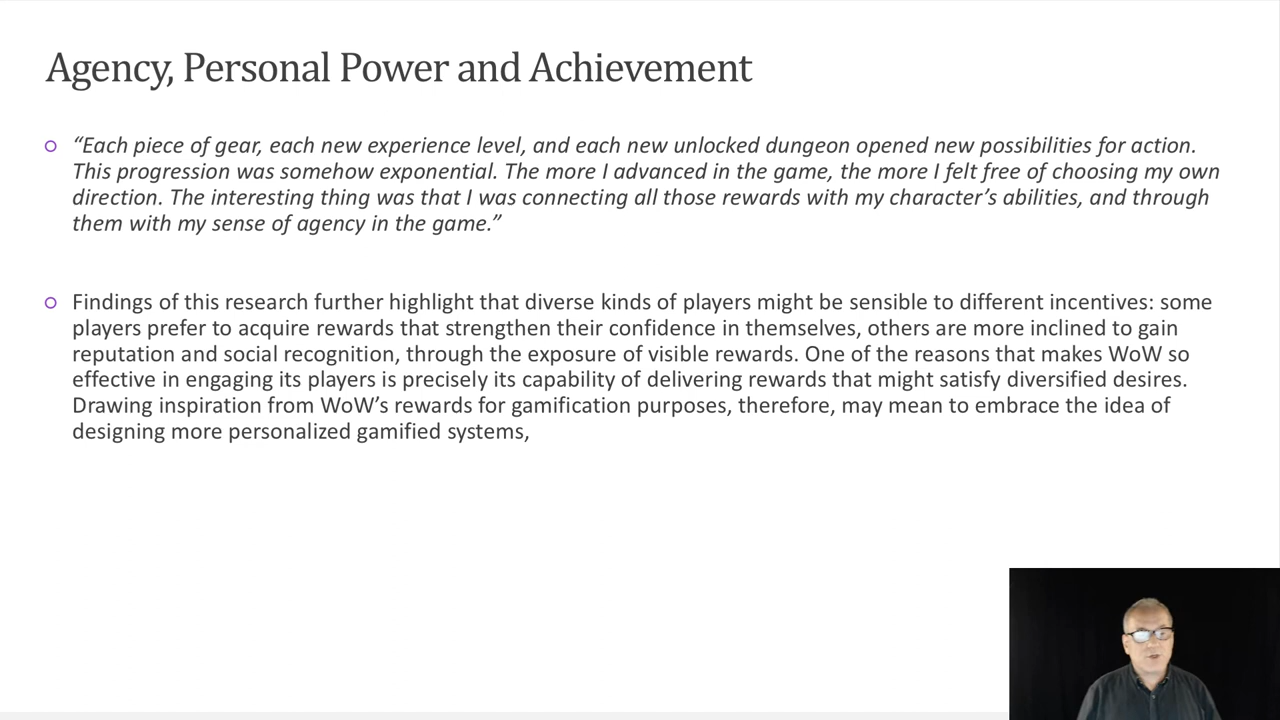 Agency, Personal Power and Achievement
“Each piece of gear, each new experience level, and each new unlocked dungeon opened new possibilities for action.
This progression was somehow exponential. The more I advanced in the game, the more I felt free of choosing my own
direction. The interesting thing was that I was connecting all those rewards with my character’s abilities, and through
them with my sense of agency in the game.”
Findings of this research further highlight that diverse kinds of players might be sensible to different incentives: some
players prefer to acquire rewards that strengthen their confidence in themselves, others are more inclined to gain
reputation and social recognition, through the exposure of visible rewards. One of the reasons that makes WoW so
effective in engaging its players is precisely its capability of delivering rewards that might satisfy diversified desires.
Drawing inspiration from WoW’s rewards for gamification purposes, therefore, may mean to embrace the idea of
designing more personalized gamified systems,